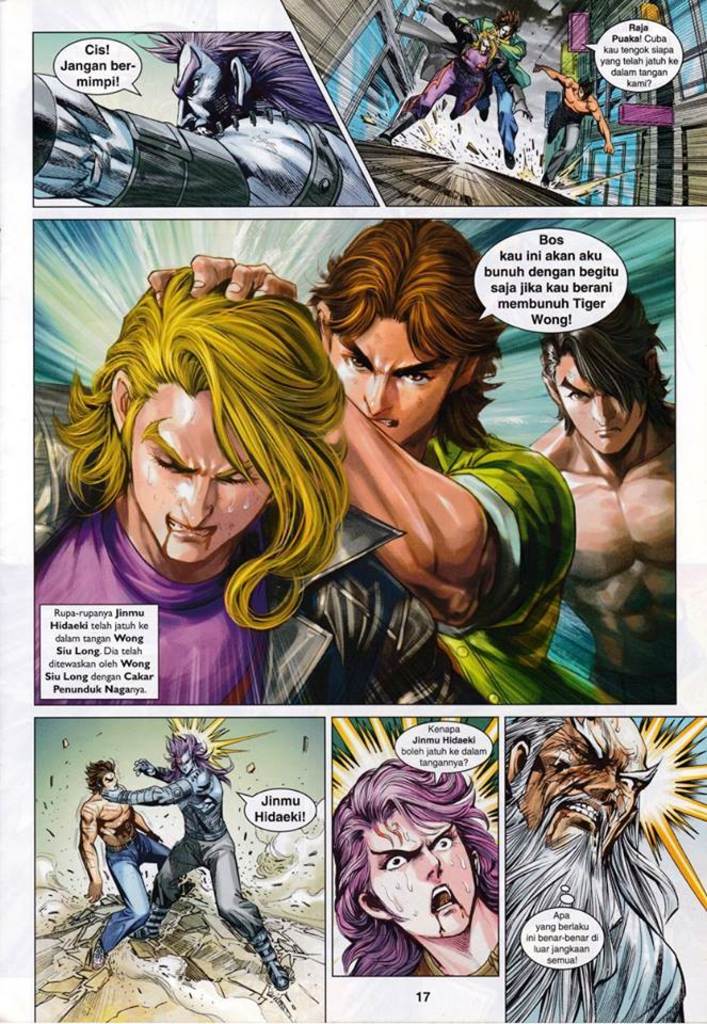 Cis!
Jangan ber-
mimpi!
Raja
Puaka! Cuba
kau tengok siapa
yang telah jatuh ke
dalam tangan
kami?
Bos
kau ini akan aku
bunuh dengan begitu
saja jika kau berani
membunuh Tiger
Wong!
Rupa-rupanya Jinmu
Hidaeki telah jatuh ke
dalam tangan Wong
Siu Long. Dia telah
ditewaskan oleh Wong
Siu Long dengan Cakar
Penunduk Naganya.
Jinmu
Hidaeki!
Kenapa
Jinmu Hidaeki
boleh jatuh ke dalam
tangannya?
Apa
yang berlaku
ini benar-benar di
luar jangkaan
semua!
17